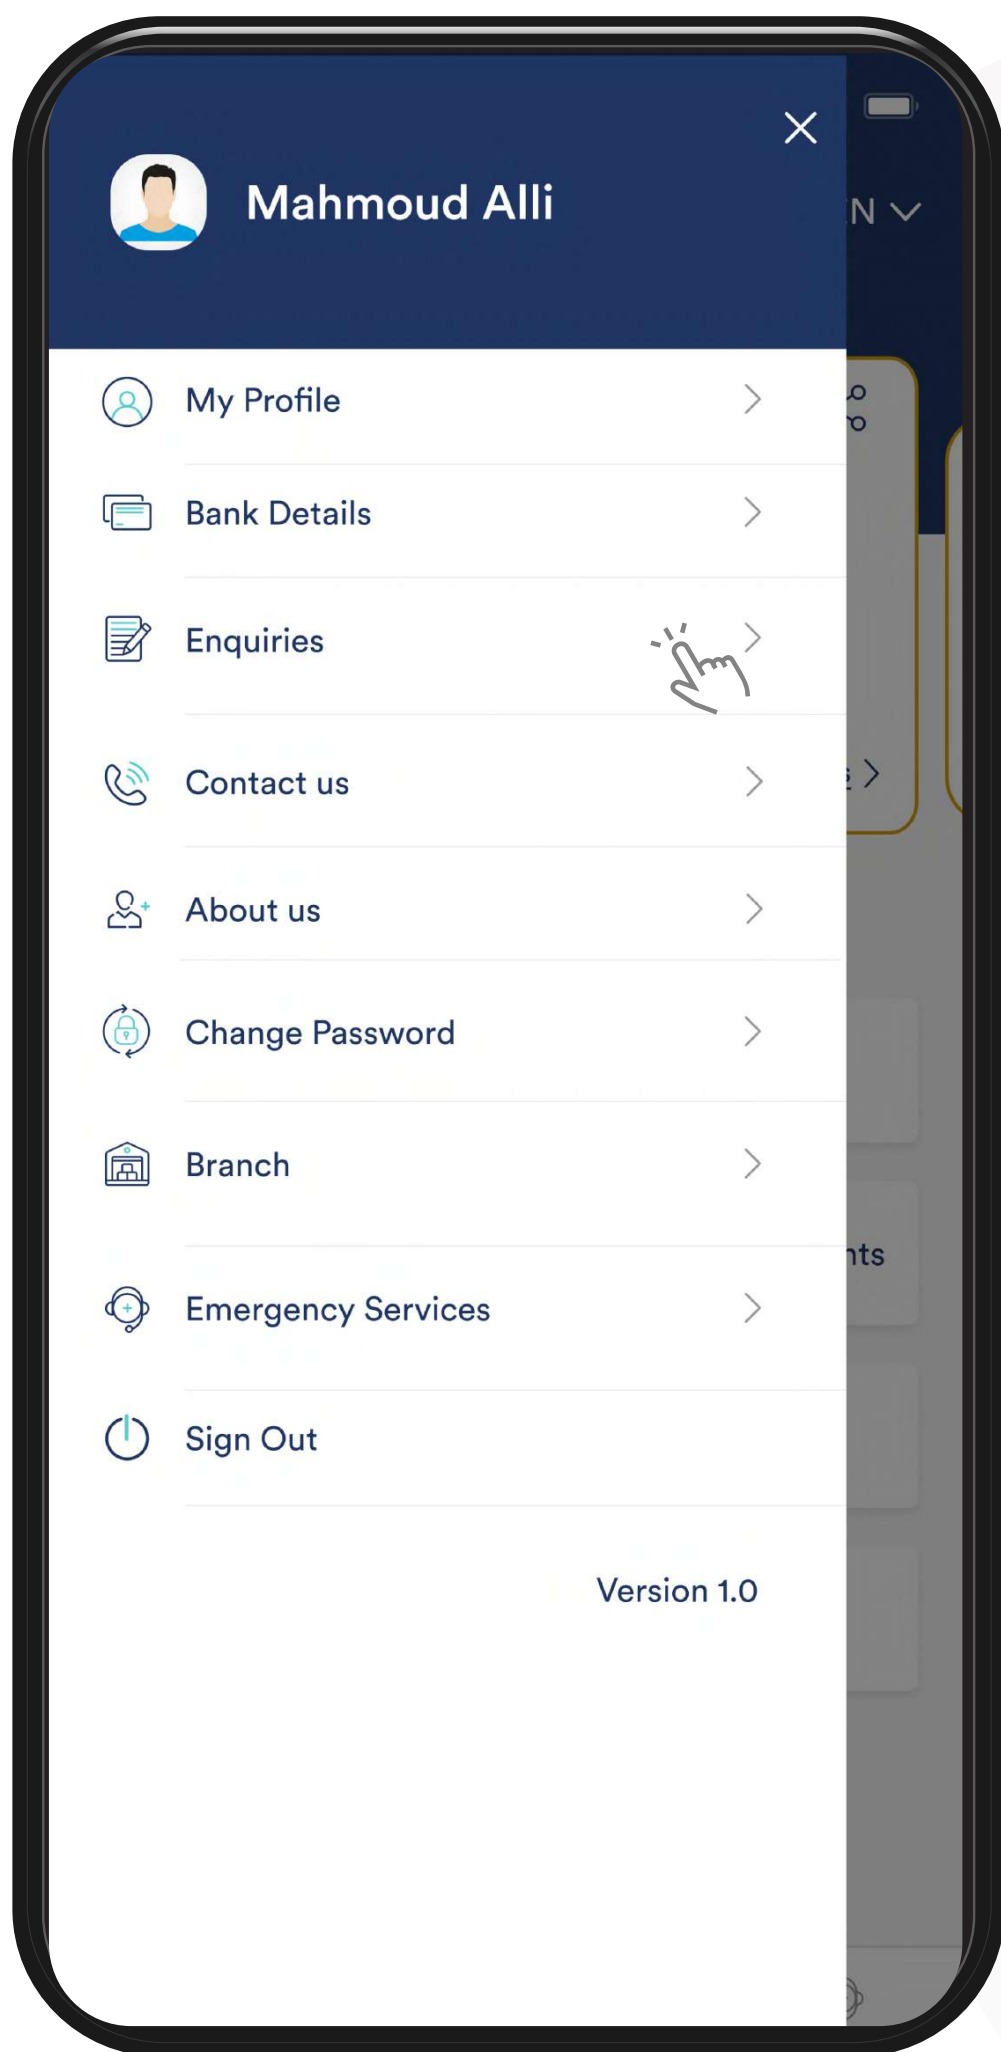 Mahmoud Alli
My Profile
Bank Details
Enquiries
Contact us
About us
Change Password
Branch
Emergency Services
Sign Out
Version 1.0